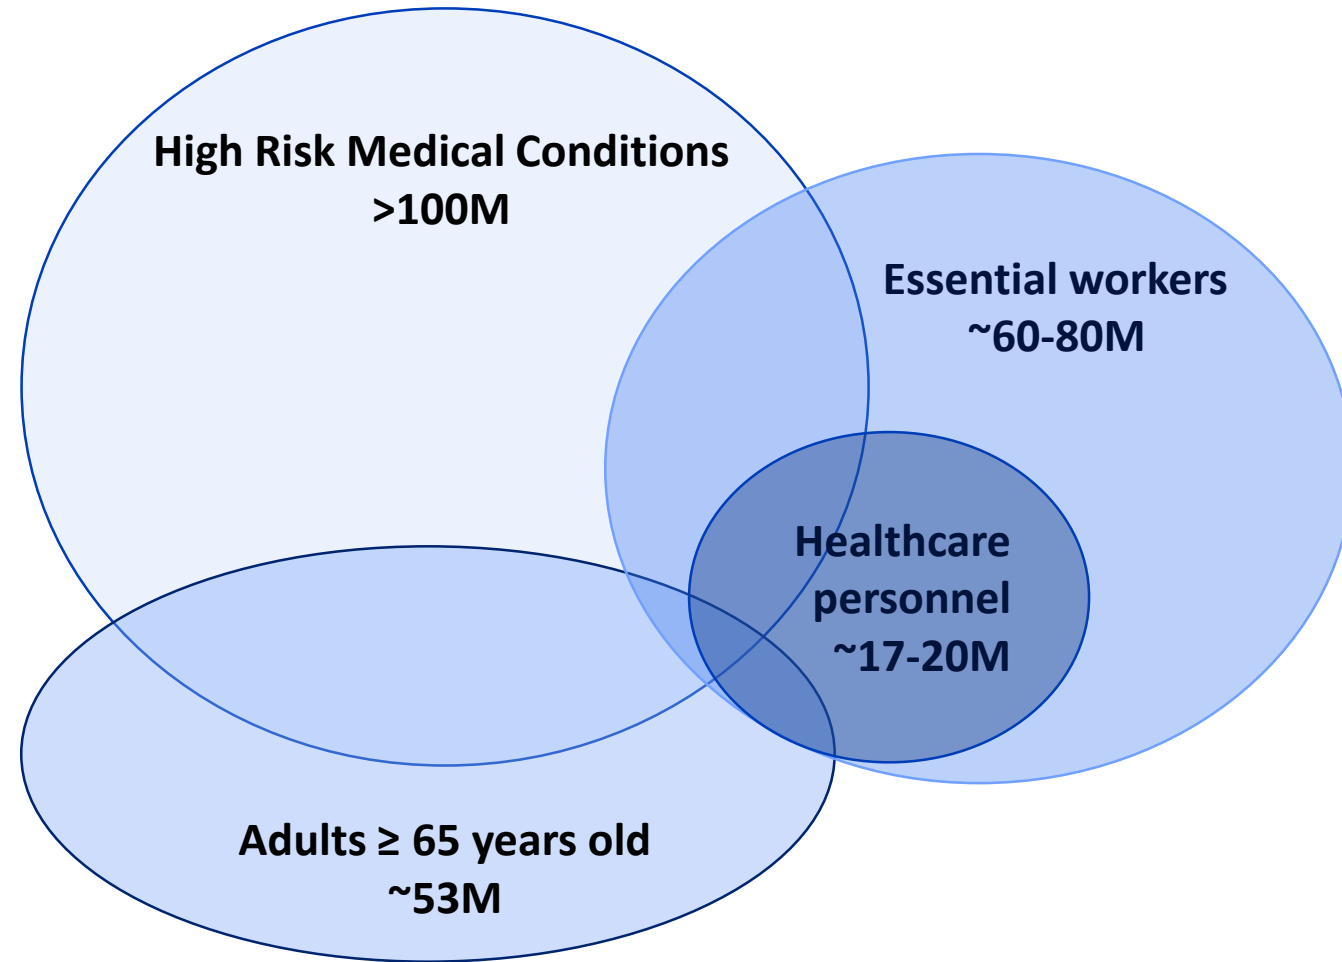 High Risk Medical Conditions
>100M
Essential workers
~60-80M
Healthcare
personnel
~17-20M
Adults ≥ 65 years old
~53M